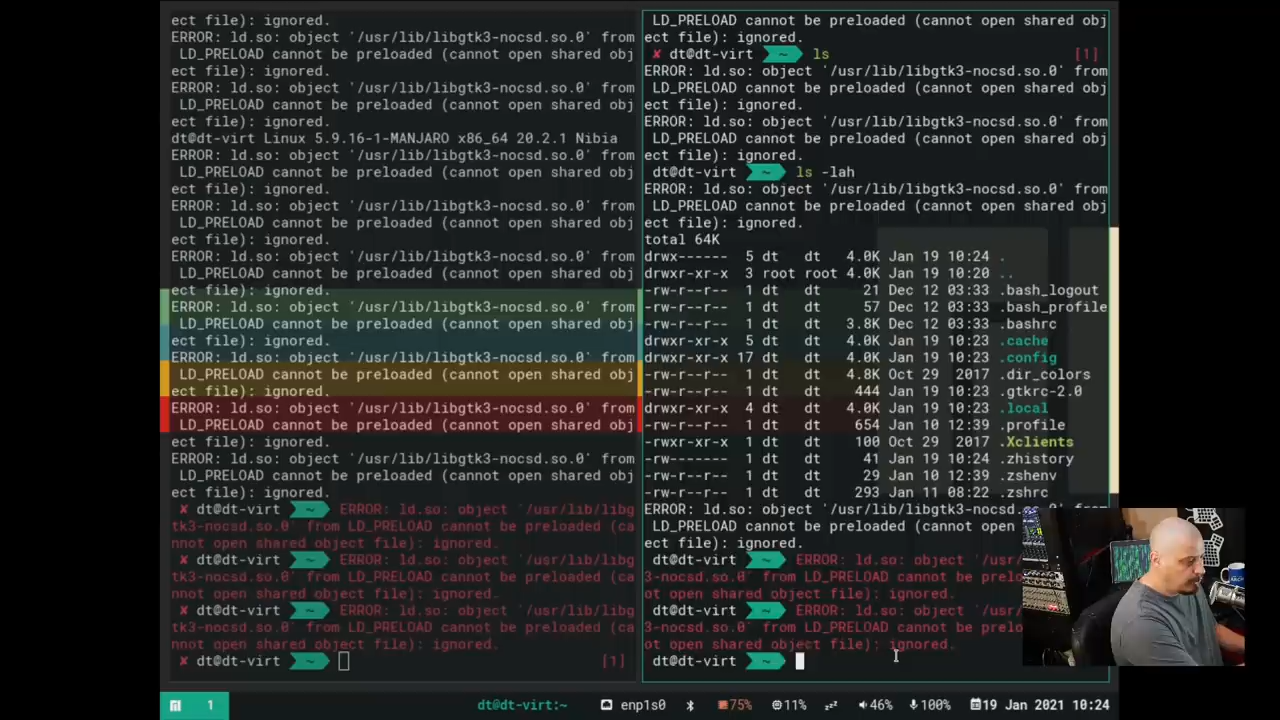 ect file): ignored.
ERROR: ld.so: object '/usr/lib/libgtk3-nocsd.so.0' from
LD_PRELOAD cannot be preloaded (cannot open shared obj
ect file): ignored.
ERROR: ld.so: object '/usr/lib/libgtk3-nocsd.so.0' from
LD_PRELOAD cannot be preloaded (cannot open shared obj
ect file): ignored.
dt@dt-virt Linux 5.9.16-1-MANJARO x86_64 20.2.1 Nibia
ERROR: ld.so: object '/usr/lib/libgtk3-nocsd.so.0' from
LD_PRELOAD cannot be preloaded (cannot open shared obj
ect file): ignored.
ERROR: ld.so: object '/usr/lib/libgtk3-nocsd.so.0' from
LD_PRELOAD cannot be preloaded (cannot open shared obj
ect file): ignored.
ERROR: ld.so: object '/usr/lib/libgtk3-nocsd.so.0' from
LD_PRELOAD cannot be preloaded (cannot open shared obj
ect file): ignored.
ERROR: ld.so: object '/usr/lib/libgtk3-nocsd.so.0' from
LD_PRELOAD cannot be preloaded (cannot open shared obj
ect file): ignored.
ERROR: ld.so: object '/usr/lib/libgtk3-nocsd.so.0' from
LD_PRELOAD cannot be preloaded (cannot open shared obj
ect file): ignored.
ERROR: ld.so: object '/usr/lib/libgtk3-nocsd.so.0' from
LD_PRELOAD cannot be preloaded (cannot open shared obj
ect file): ignored.
ERROR: ld.so: object '/usr/lib/libgtk3-nocsd.so.0' from
LD_PRELOAD cannot be preloaded (cannot open shared obj
ect file): ignored.
✘ dt@dt-virt ~ ERROR: ld.so: object '/usr/lib/libg
tk3-nocsd.so.0' from LD_PRELOAD cannot be preloaded (ca
nnot open shared object file): ignored.
✘ dt@dt-virt ~ ERROR: ld.so: object '/usr/lib/libg
tk3-nocsd.so.0' from LD_PRELOAD cannot be preloaded (ca
nnot open shared object file): ignored.
✘ dt@dt-virt ~ ERROR: ld.so: object '/usr/lib/libg
tk3-nocsd.so.0' from LD_PRELOAD cannot be preloaded (ca
nnot open shared object file): ignored.
✘ dt@dt-virt ~ [1]
LD_PRELOAD cannot be preloaded (cannot open shared obj
ect file): ignored.
✘ dt@dt-virt ~ ls [1]
ERROR: ld.so: object '/usr/lib/libgtk3-nocsd.so.0' from
LD_PRELOAD cannot be preloaded (cannot open shared obj
ect file): ignored.
ERROR: ld.so: object '/usr/lib/libgtk3-nocsd.so.0' from
LD_PRELOAD cannot be preloaded (cannot open shared obj
ect file): ignored.
dt@dt-virt ~ ls -lah
ERROR: ld.so: object '/usr/lib/libgtk3-nocsd.so.0' from
LD_PRELOAD cannot be preloaded (cannot open shared obj
ect file): ignored.
total 64K
drwx------ 5 dt dt 4.0K Jan 19 10:24 .
drwxr-xr-x 3 root root 4.0K Jan 19 10:20 ..
-rw-r--r-- 1 dt dt 21 Dec 12 03:33 .bash_logout
-rw-r--r-- 1 dt dt 57 Dec 12 03:33 .bash_profile
-rw-r--r-- 1 dt dt 3.8K Dec 12 03:33 .bashrc
drwxr-xr-x 5 dt dt 4.0K Jan 19 10:23 .cache
drwxr-xr-x 17 dt dt 4.0K Jan 19 10:23 .config
-rw-r--r-- 1 dt dt 4.8K Oct 29 2017 .dir_colors
-rw-r--r-- 1 dt dt 444 Jan 19 10:23 .gtkrc-2.0
drwxr-xr-x 4 dt dt 4.0K Jan 19 10:23 .local
-rw-r--r-- 1 dt dt 654 Jan 10 12:39 .profile
-rwxr-xr-x 1 dt dt 100 Oct 29 2017 .Xclients
-rw------- 1 dt dt 41 Jan 19 10:24 .zhistory
-rw-r--r-- 1 dt dt 29 Jan 10 12:39 .zshenv
-rw-r--r-- 1 dt dt 293 Jan 11 08:22 .zshrc
ERROR: ld.so: object '/usr/lib/libgtk3-nocsd.so.0' from
LD_PRELOAD cannot be preloaded (cannot open
ect file): ignored.
dt@dt-virt ~ ERROR: ld.so: object '/usr/
3-nocsd.so.0' from LD_PRELOAD cannot be prelo
ot open shared object file): ignored.
dt@dt-virt ~ ERROR: ld.so: object '/usr/
3-nocsd.so.0' from LD_PRELOAD cannot be prelo
ot open shared object file): ignored.
dt@dt-virt ~
1 dt@dt-virt:~ enp1s0 75% 11% zzz 46% 100% 19 Jan 2021 10:24